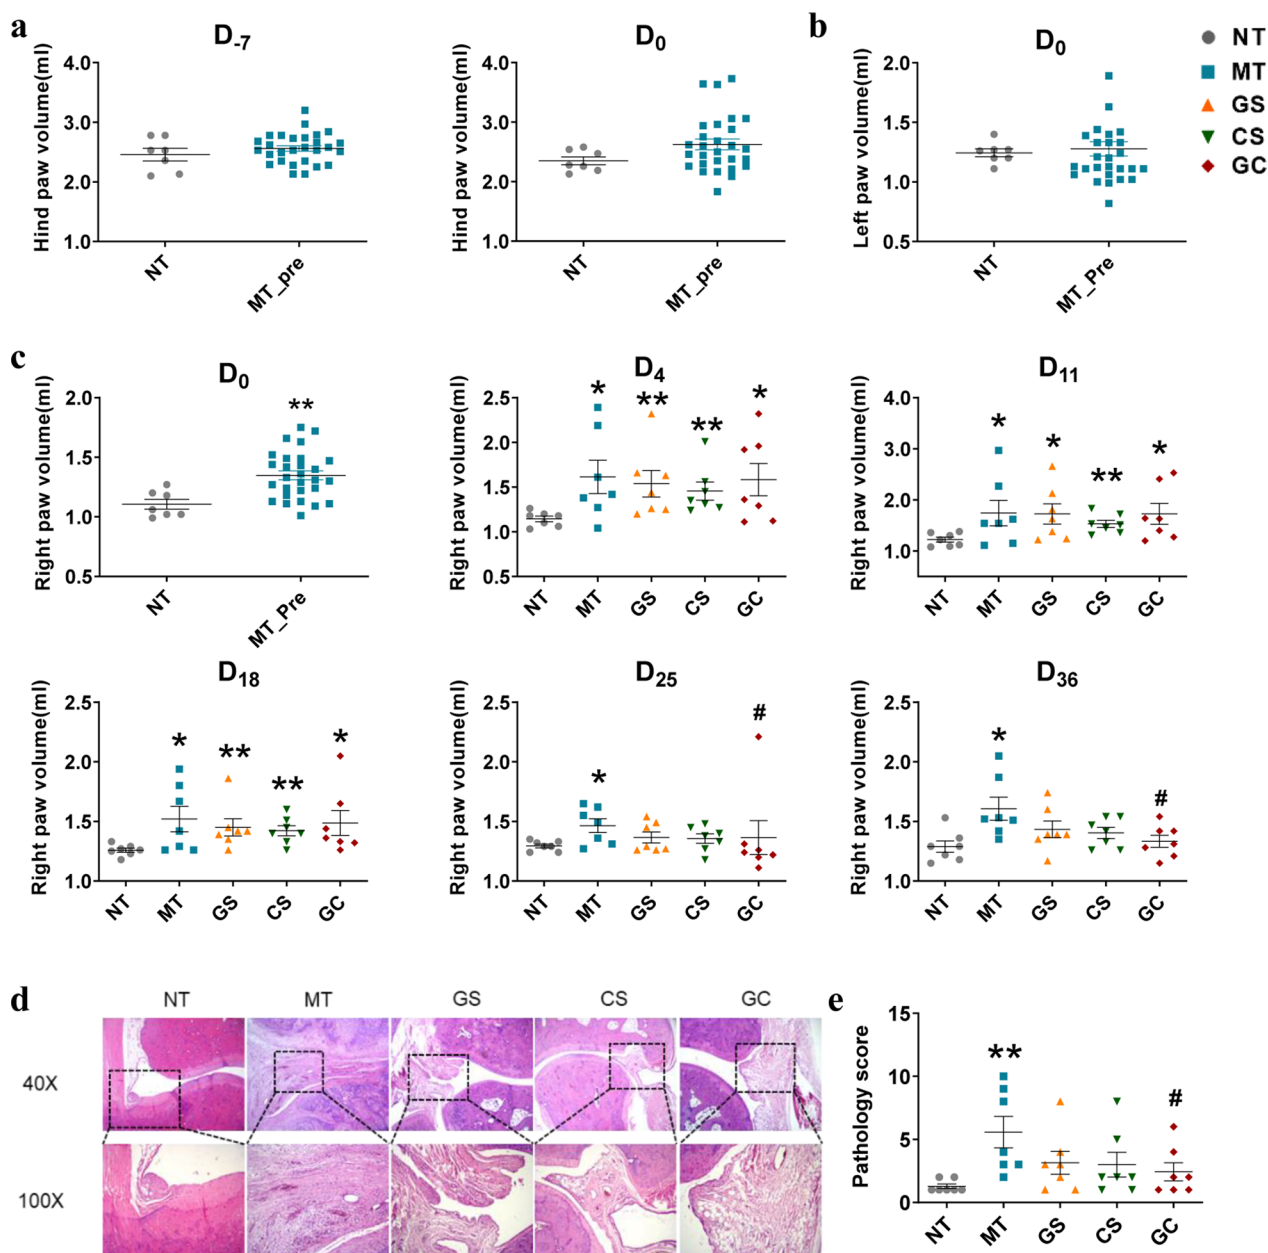 a
D-7
Hind paw volume(ml)
4.0
3.0
2.0
1.0
NT
MT_pre
D0
Hind paw volume(ml)
4.0
3.0
2.0
1.0
NT
MT_pre
b
D0
Left paw volume(ml)
2.0
1.5
1.0
0.5
NT
MT_Pre
NT
MT
GS
CS
GC
c
D0
Right paw volume(ml)
2.0
1.5
1.0
0.5
**
NT
MT_Pre
D4
Right paw volume(ml)
2.5
2.0
1.5
1.0
0.5
* ** ** *
NT MT GS CS GC
D11
Right paw volume(ml)
4.0
3.0
2.0
1.0
* * ** *
NT MT GS CS GC
D18
Right paw volume(ml)
2.5
2.0
1.5
1.0
* ** ** *
NT MT GS CS GC
D25
Right paw volume(ml)
2.5
2.0
1.5
1.0
* #
NT MT GS CS GC
D36
Right paw volume(ml)
2.5
2.0
1.5
1.0
* #
NT MT GS CS GC
d
NT MT GS CS GC
40X
100X
e
Pathology score
15
10
5
0
** #
NT MT GS CS GC